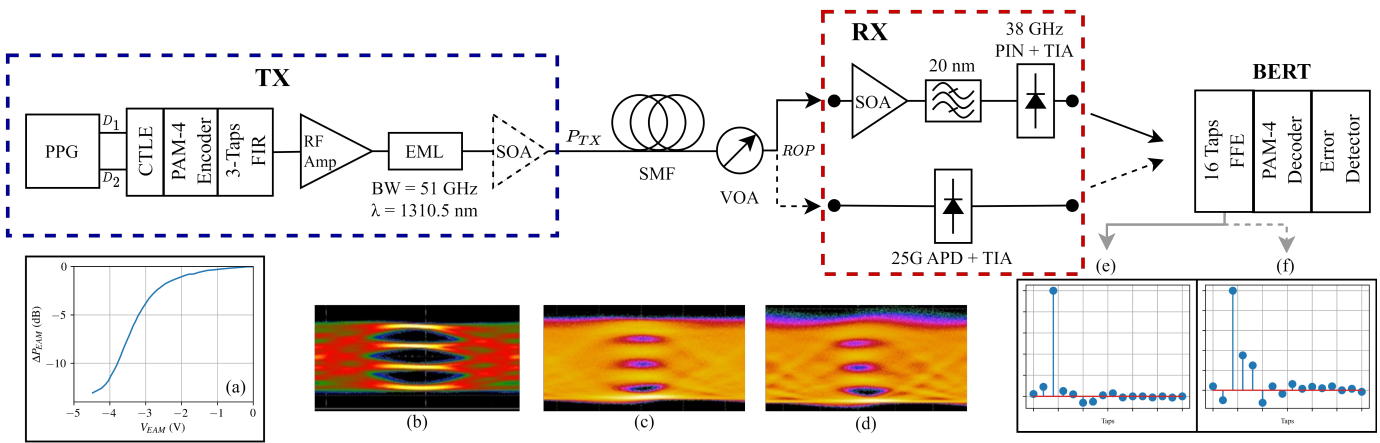 TX
PPG
D1
D2
CTLE
PAM-4
Encoder
3-Taps
FIR
RF
Amp
EML
BW = 51 GHz
λ = 1310.5 nm
SOA
PTX
SMF
VOA
ROP
RX
SOA
20 nm
38 GHz
PIN + TIA
25G APD + TIA
BERT
16 Taps
FFE
PAM-4
Decoder
Error
Detector
0
−5
−10
ΔPEAM (dB)
−5 −4 −3 −2 −1 0
VEAM (V)
(a)
(b)
(c)
(d)
(e)
Taps
(f)
Taps